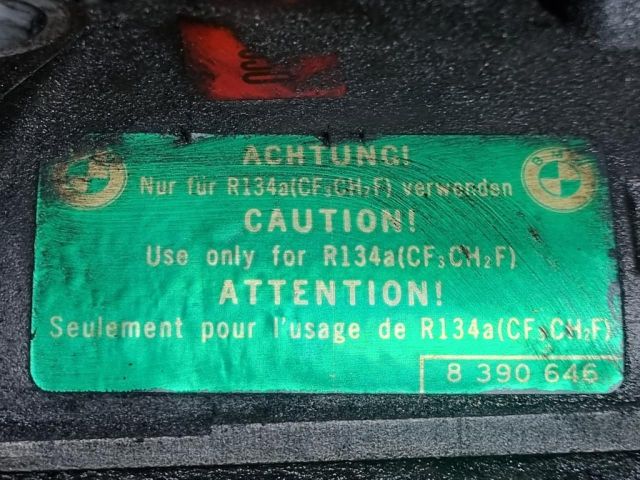 ACHTUNG!
Nur für R134a(CF₃CH₂F) verwenden
CAUTION!
Use only for R134a(CF₃CH₂F)
ATTENTION!
Seulement pour l'usage de R134a(CF₃CH₂F)
8 390 646